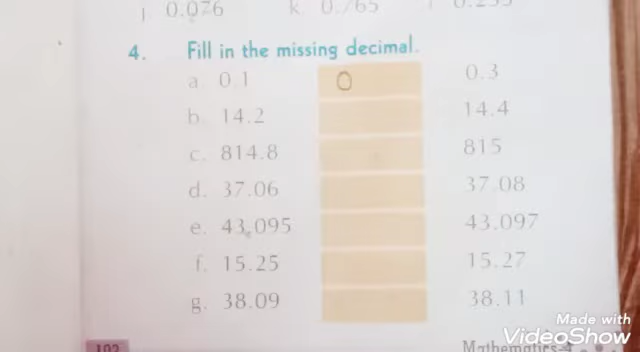 j 0.076 k 0.765
4. Fill in the missing decimal.
a. 0.1 0 0.3
b. 14.2 14.4
c. 814.8 815
d. 37.06 37.08
e. 43.095 43.097
f. 15.25 15.27
g. 38.09 38.11
102 Mathematics-4
Made with
VideoShow